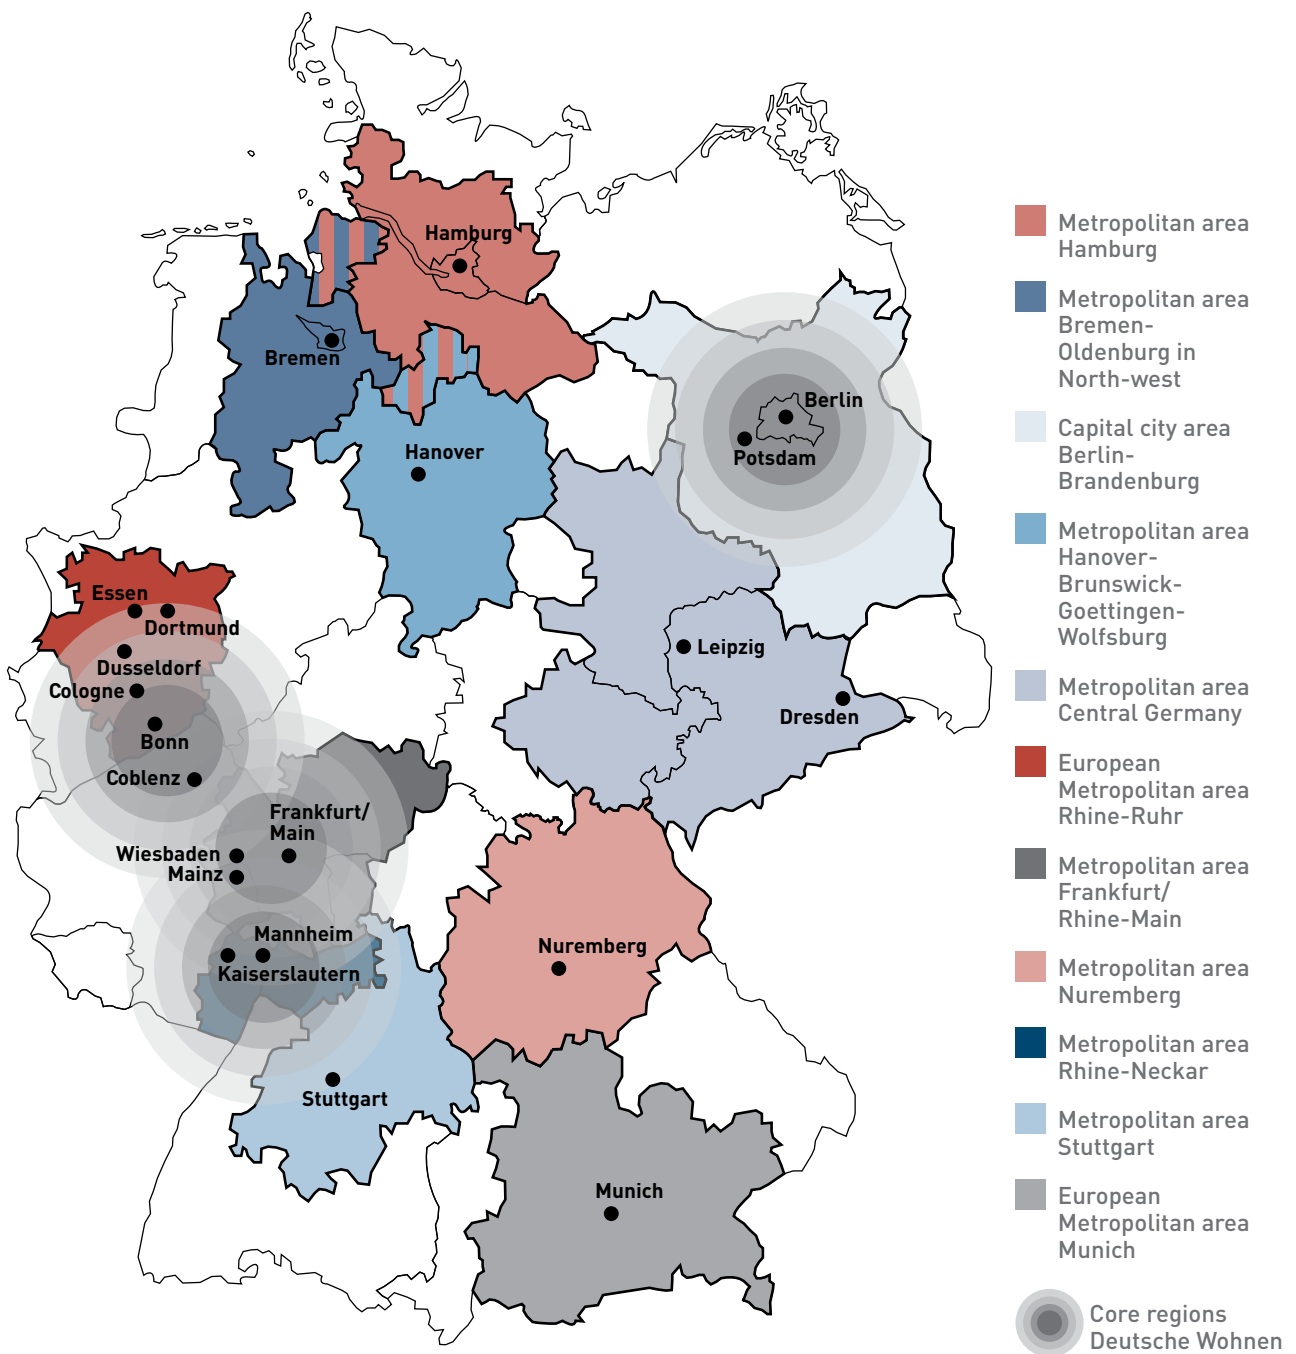 Hamburg
Bremen
Hanover
Berlin
Potsdam
Essen
Dortmund
Dusseldorf
Cologne
Bonn
Coblenz
Leipzig
Dresden
Frankfurt/
Main
Wiesbaden
Mainz
Mannheim
Kaiserslautern
Nuremberg
Stuttgart
Munich
Metropolitan area
Hamburg
Metropolitan area
Bremen-
Oldenburg in
North-west
Capital city area
Berlin-
Brandenburg
Metropolitan area
Hanover-
Brunswick-
Goettingen-
Wolfsburg
Metropolitan area
Central Germany
European
Metropolitan area
Rhine-Ruhr
Metropolitan area
Frankfurt/
Rhine-Main
Metropolitan area
Nuremberg
Metropolitan area
Rhine-Neckar
Metropolitan area
Stuttgart
European
Metropolitan area
Munich
Core regions
Deutsche Wohnen